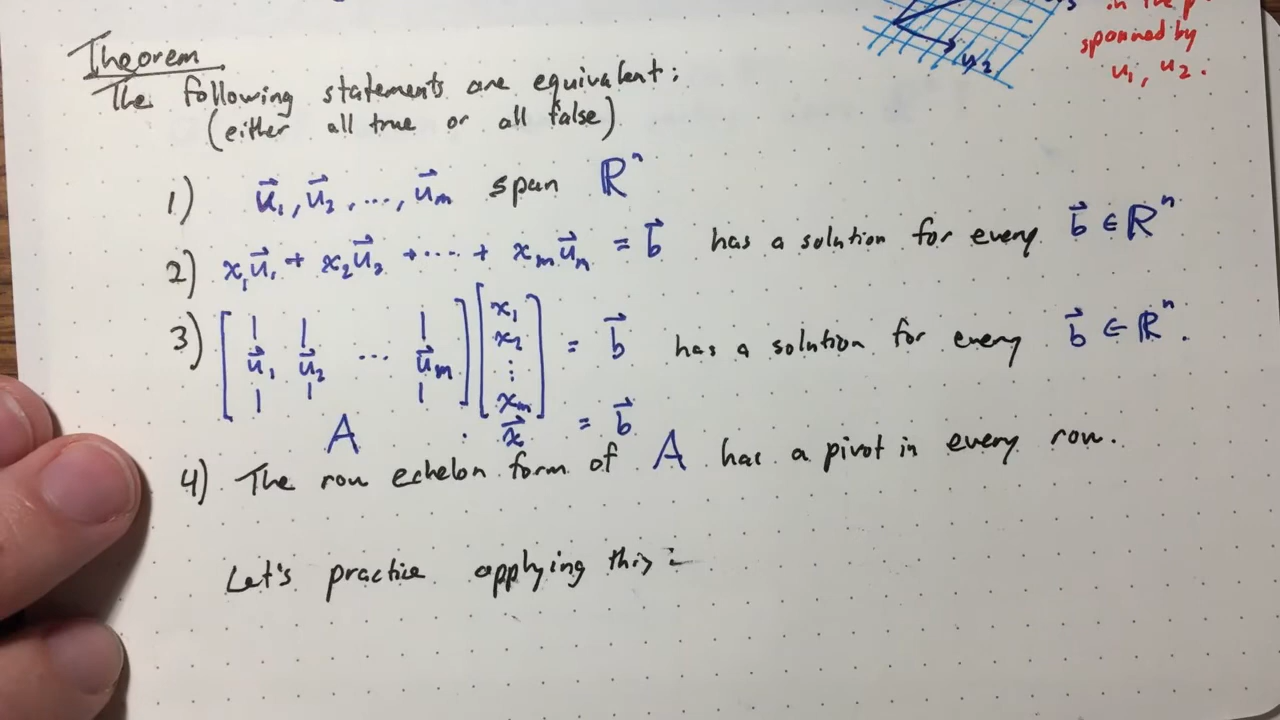 in the p
spanned by
u₁, u₂.
u₂
Theorem
The following statements are equivalent:
(either all true or all false)
1) u⃗₁, u⃗₂, ..., u⃗ₘ span ℝⁿ
2) x₁u⃗₁ + x₂u⃗₂ + ···· + xₘu⃗ₘ = b⃗ has a solution for every b⃗ ∈ ℝⁿ
3) [u⃗₁ u⃗₂ ... u⃗ₘ] [x₁ x₂ ⋮ xₘ] = b⃗ has a solution for every b⃗ ∈ ℝⁿ.
A · x⃗ = b⃗
4) The row echelon form of A has a pivot in every row.
Let's practice applying this: